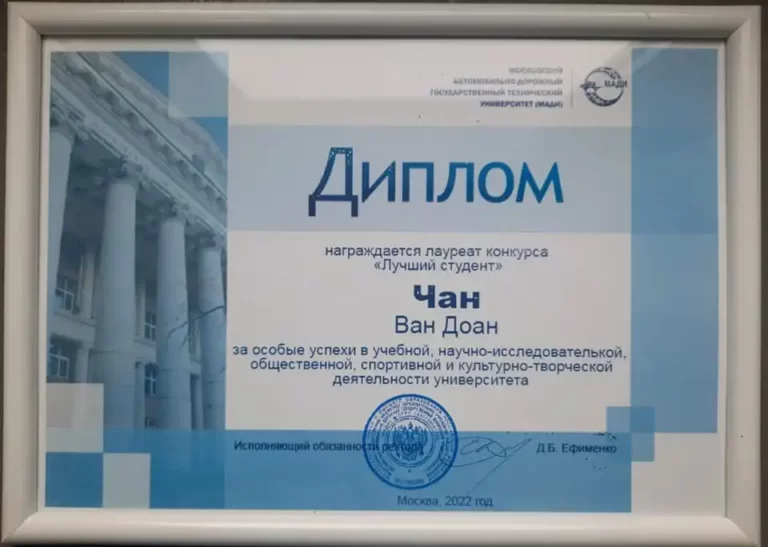 МОСКОВСКИЙ
АВТОМОБИЛЬНО-ДОРОЖНЫЙ
ГОСУДАРСТВЕННЫЙ ТЕХНИЧЕСКИЙ
УНИВЕРСИТЕТ (МАДИ)
МАДИ
ДИПЛОМ
награждается лауреат конкурса
«Лучший студент»
Чан
Ван Доан
за особые успехи в учебной, научно-исследователькой,
общественной, спортивной и культурно-творческой
деятельности университета
Исполняющий обязанности ректора
Д.Б. Ефименко
Москва, 2022 год